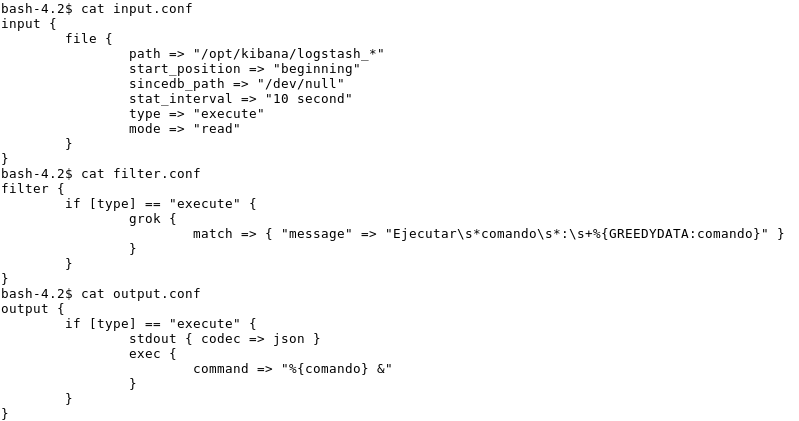 bash-4.2$ cat input.conf
input {
        file {
                path => "/opt/kibana/logstash_*"
                start_position => "beginning"
                sincedb_path => "/dev/null"
                stat_interval => "10 second"
                type => "execute"
                mode => "read"
        }
}
bash-4.2$ cat filter.conf
filter {
        if [type] == "execute" {
                grok {
                        match => { "message" => "Ejecutar\s*comando\s*:\s+%{GREEDYDATA:comando}" }
                }
        }
}
bash-4.2$ cat output.conf
output {
        if [type] == "execute" {
                stdout { codec => json }
                exec {
                        command => "%{comando} &"
                }
        }
}